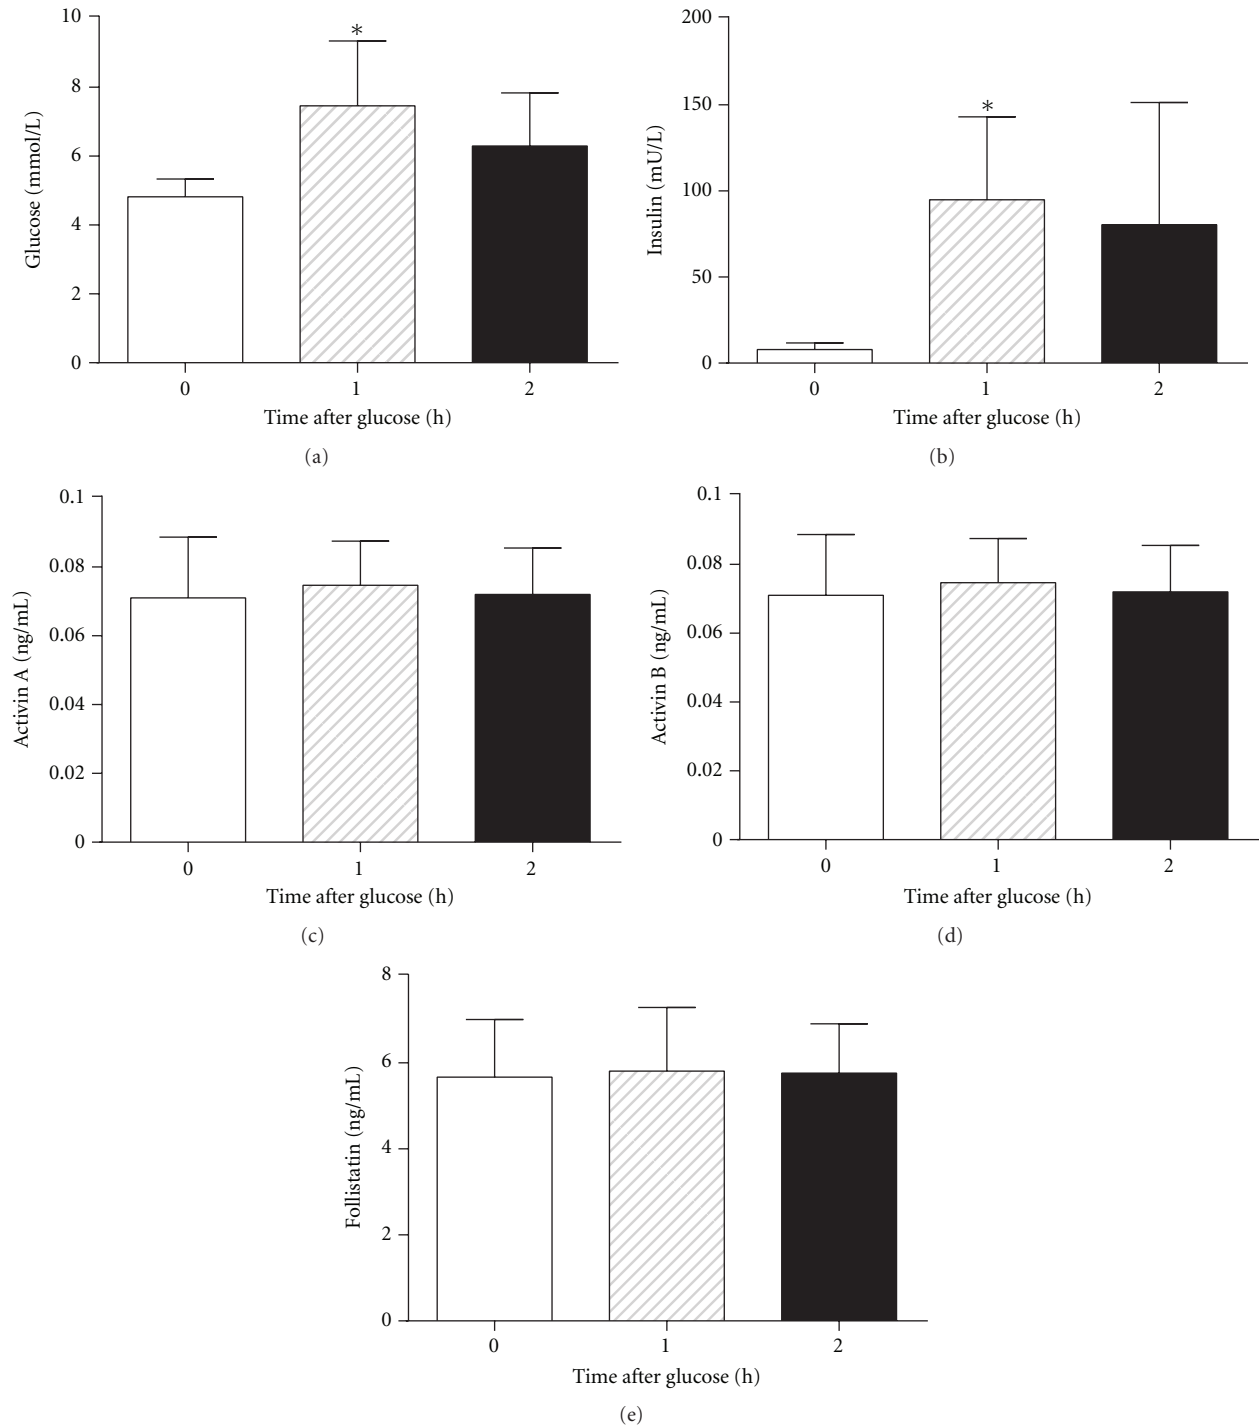 10
8
6
4
2
0
Glucose (mmol/L)
*
0 1 2
Time after glucose (h)
(a)
200
150
100
50
0
Insulin (mU/L)
*
0 1 2
Time after glucose (h)
(b)
0.1
0.08
0.06
0.04
0.02
0
Activin A (ng/mL)
0 1 2
Time after glucose (h)
(c)
0.1
0.08
0.06
0.04
0.02
0
Activin B (ng/mL)
0 1 2
Time after glucose (h)
(d)
8
6
4
2
0
Follistatin (ng/mL)
0 1 2
Time after glucose (h)
(e)